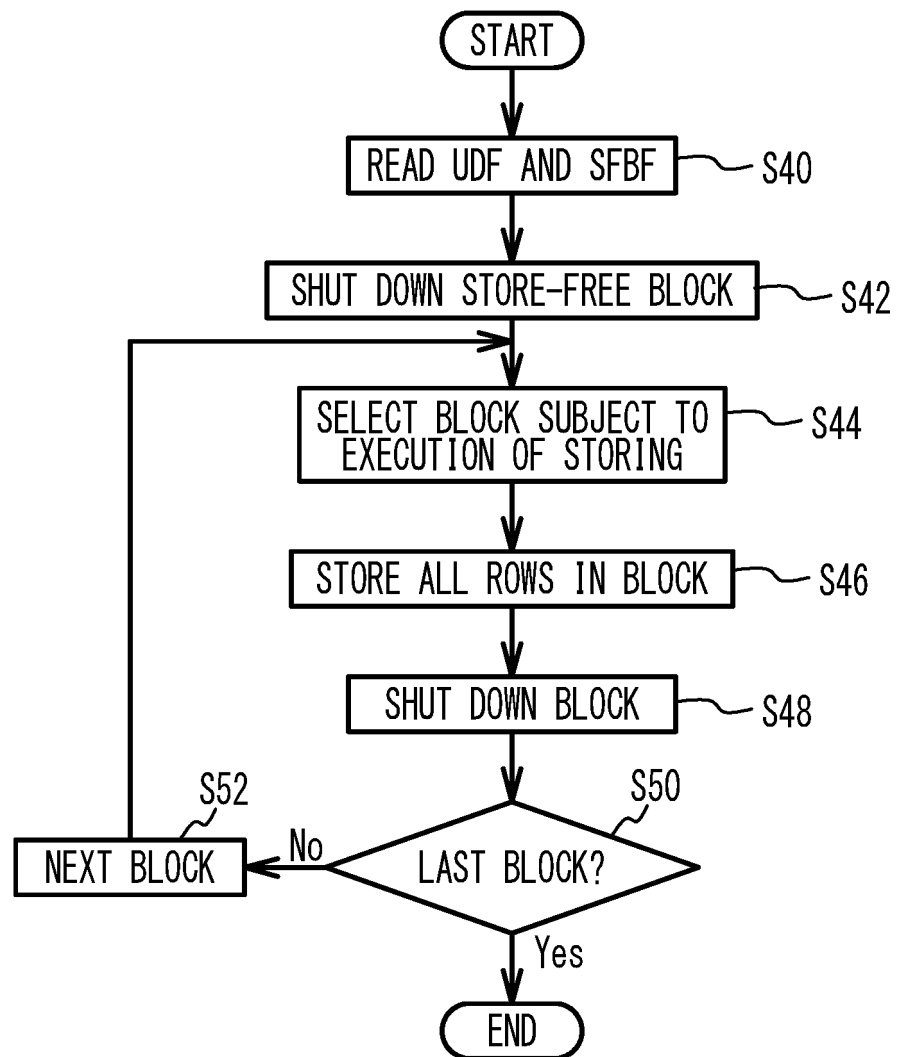 START
READ UDF AND SFBF
S40
SHUT DOWN STORE-FREE BLOCK
S42
SELECT BLOCK SUBJECT TO
EXECUTION OF STORING
S44
STORE ALL ROWS IN BLOCK
S46
SHUT DOWN BLOCK
S48
S50
LAST BLOCK?
No
S52
NEXT BLOCK
Yes
END